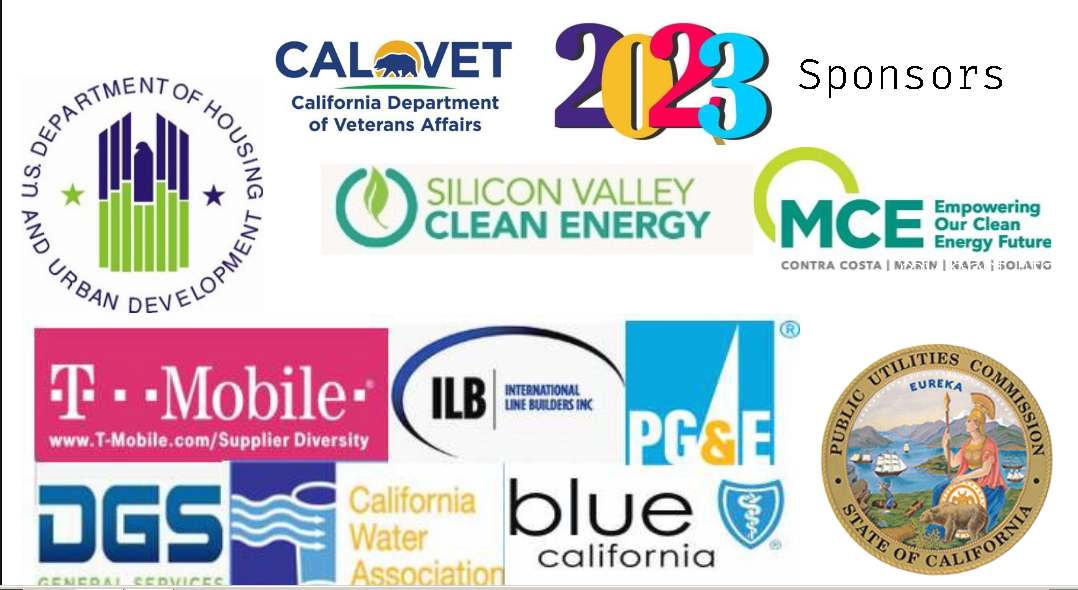 CALVET
California Department
of Veterans Affairs
2023
Sponsors
U.S. DEPARTMENT OF HOUSING
AND URBAN DEVELOPMENT
SILICON VALLEY
CLEAN ENERGY
MCE
Empowering
Our Clean
Energy Future
CONTRA COSTA | MARIN | NAPA | SOLANO
T··Mobile·®
www.T-Mobile.com/Supplier Diversity
ILB
INTERNATIONAL
LINE BUILDERS INC
PG&E
®
PUBLIC UTILITIES COMMISSION
EUREKA
STATE OF CALIFORNIA
DGS
GENERAL SERVICES
California
Water
Association
blue
california
®